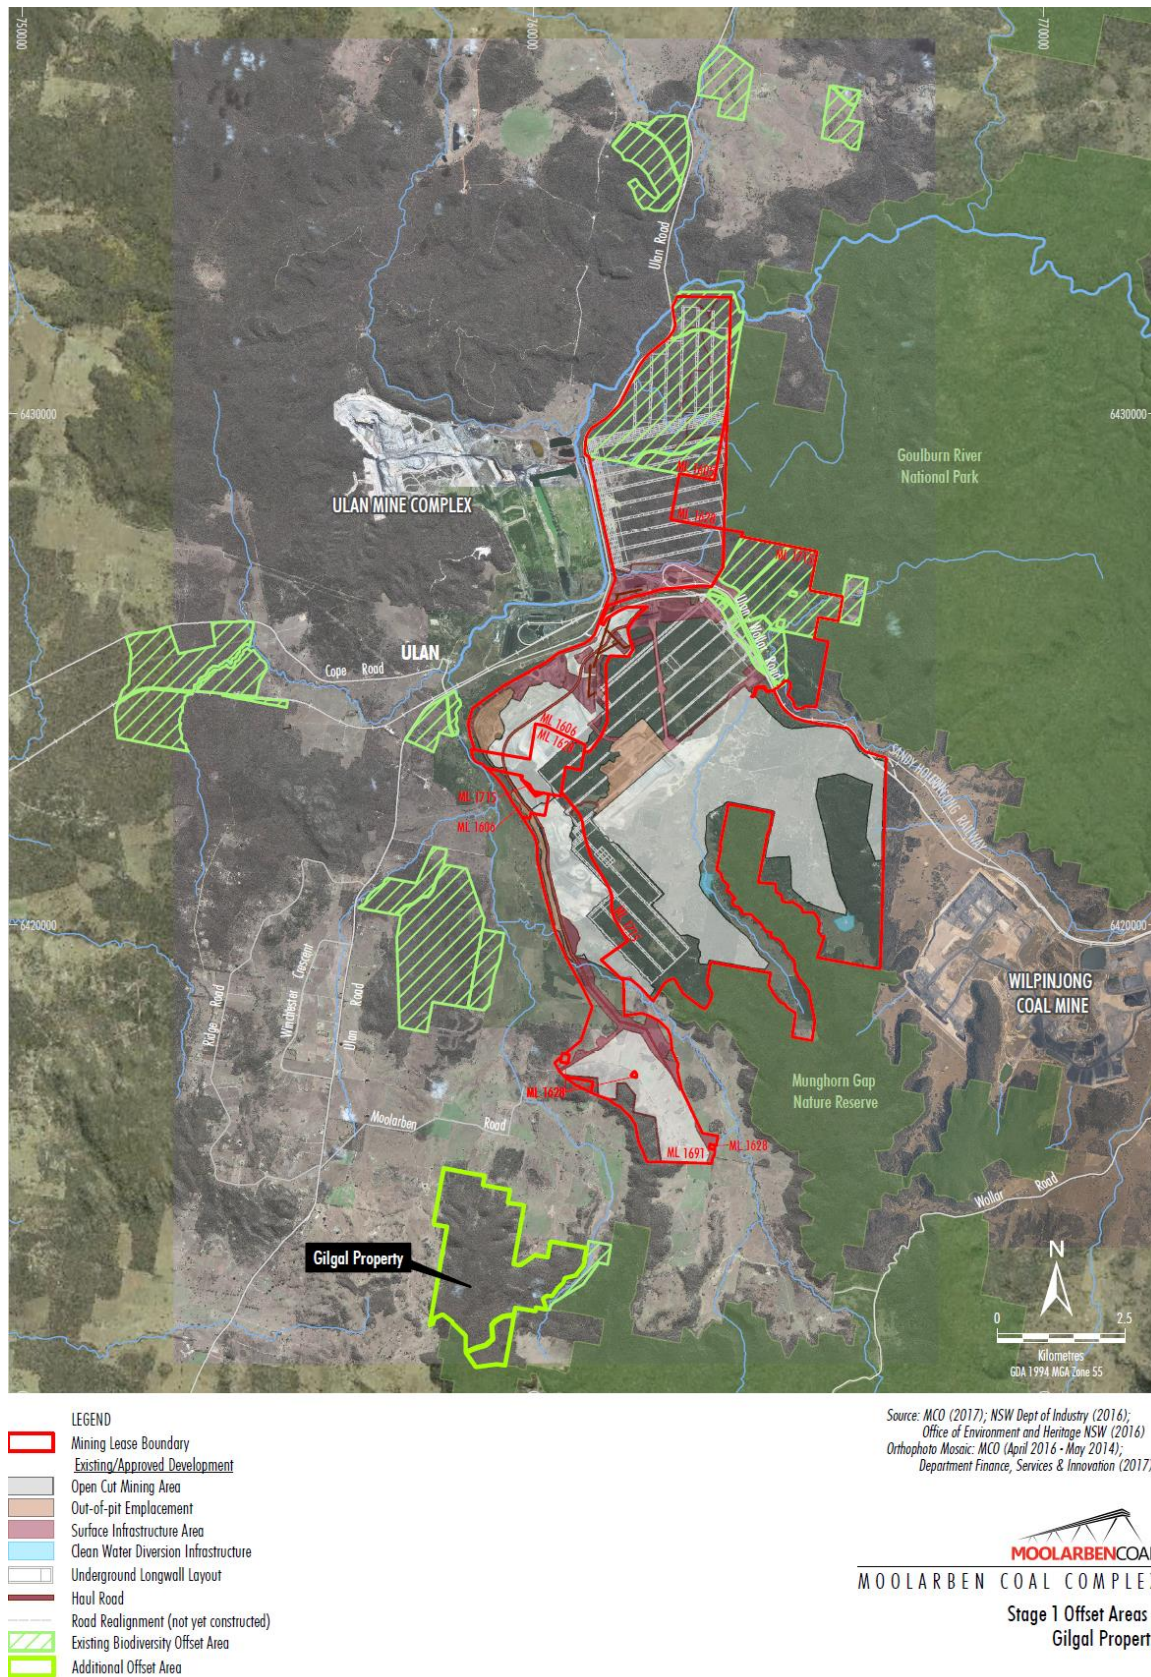 750000
760000
770000
Ulan Road
6430000
6430000
Goulburn River
National Park
ULAN MINE COMPLEX
ML 1628
Ulan Wollar Road
ULAN
Cope Road
ML 1606
ML 1628
SANDY HOLLOW
RAILWAY
ML 1715
ML 1606
ML 1715
6420000
6420000
Ridge Road
Winchester Crescent
Ulan Road
WILPINJONG
COAL MINE
Munghorn Gap
Nature Reserve
ML 1628
Moolarben Road
ML 1628
ML 1691
Wollar Road
Gilgal Property
N
0 2.5
Kilometres
GDA 1994 MGA Zone 55
LEGEND
Mining Lease Boundary
Existing/Approved Development
Open Cut Mining Area
Out-of-pit Emplacement
Surface Infrastructure Area
Clean Water Diversion Infrastructure
Underground Longwall Layout
Haul Road
Road Realignment (not yet constructed)
Existing Biodiversity Offset Area
Additional Offset Area
Source: MCO (2017); NSW Dept of Industry (2016);
Office of Environment and Heritage NSW (2016)
Orthophoto Mosaic: MCO (April 2016 - May 2014);
Department Finance, Services & Innovation (2017)
MOOLARBENCOAL
MOOLARBEN COAL COMPLEX
Stage 1 Offset Areas
Gilgal Propert